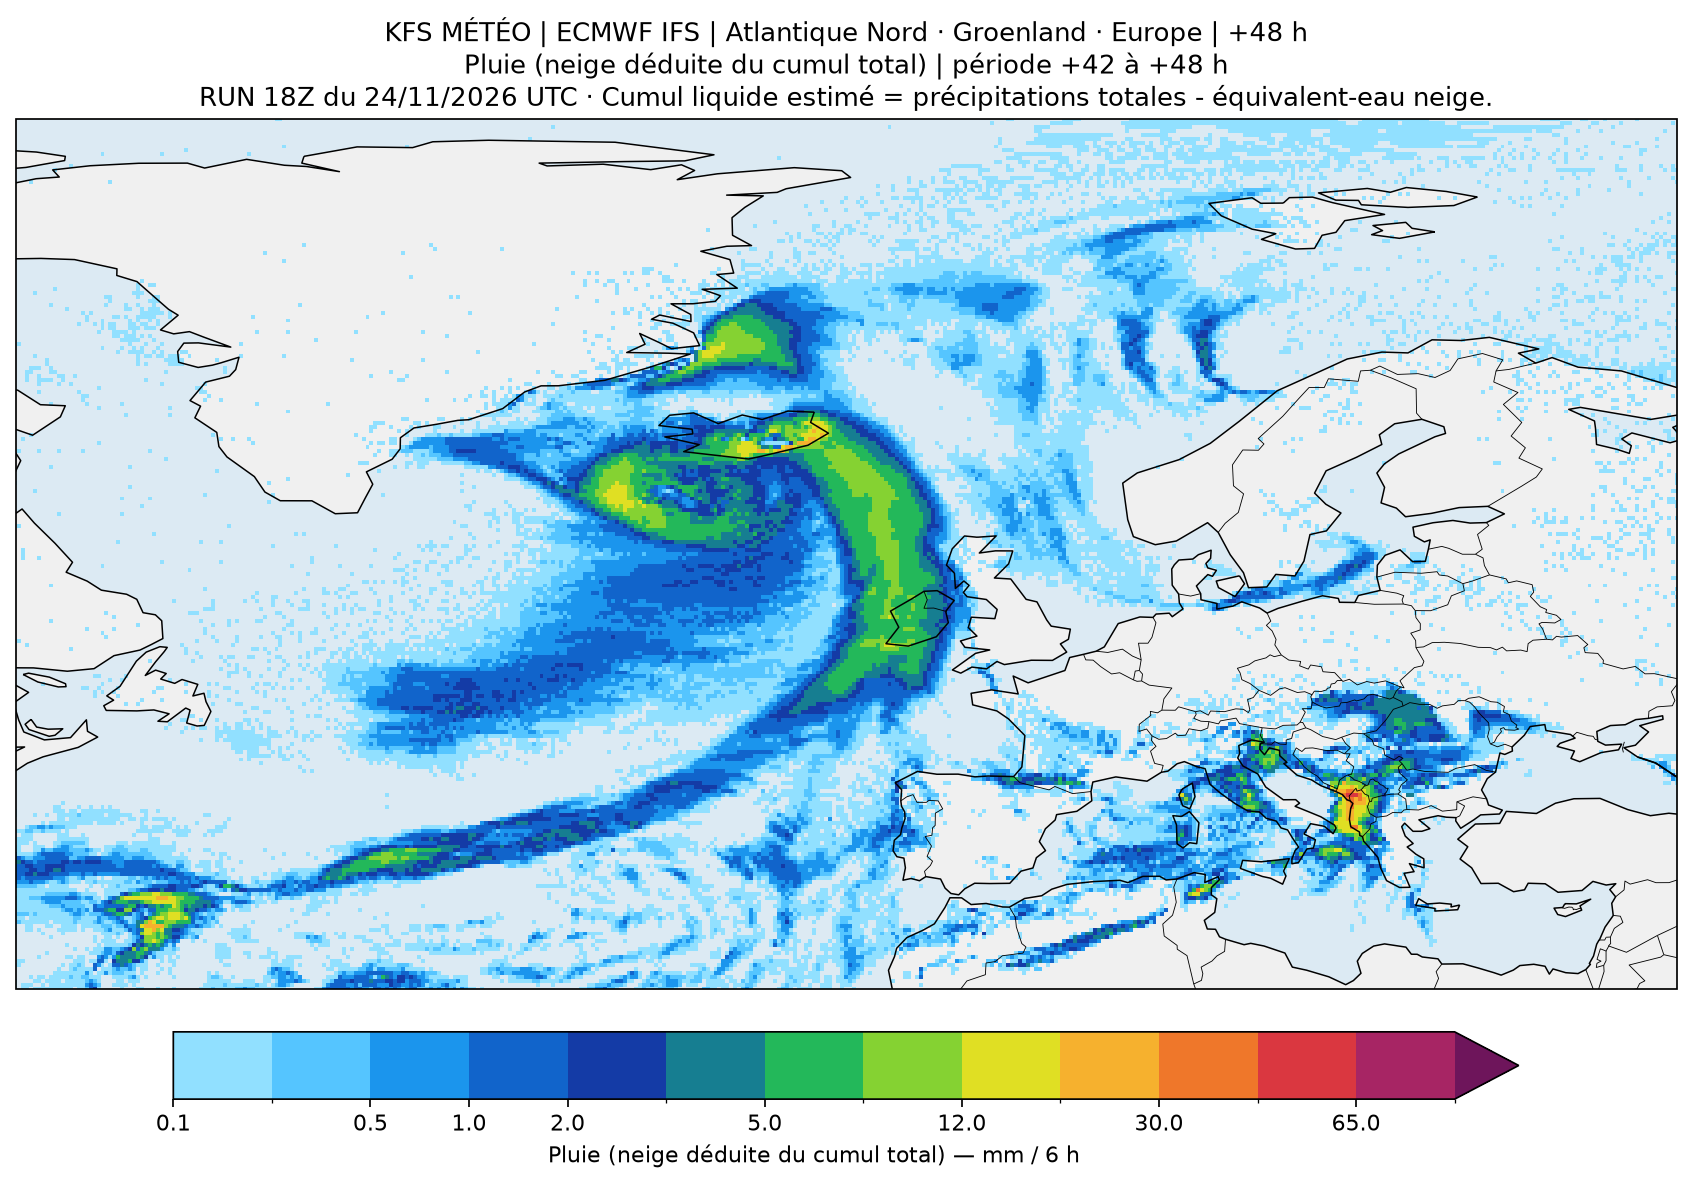 KFS MÉTÉO | ECMWF IFS | Atlantique Nord · Groenland · Europe | +48 h
Pluie (neige déduite du cumul total) | période +42 à +48 h
RUN 18Z du 24/11/2026 UTC · Cumul liquide estimé = précipitations totales - équivalent-eau neige.
0.1 0.5 1.0 2.0 5.0 12.0 30.0 65.0
Pluie (neige déduite du cumul total) — mm / 6 h